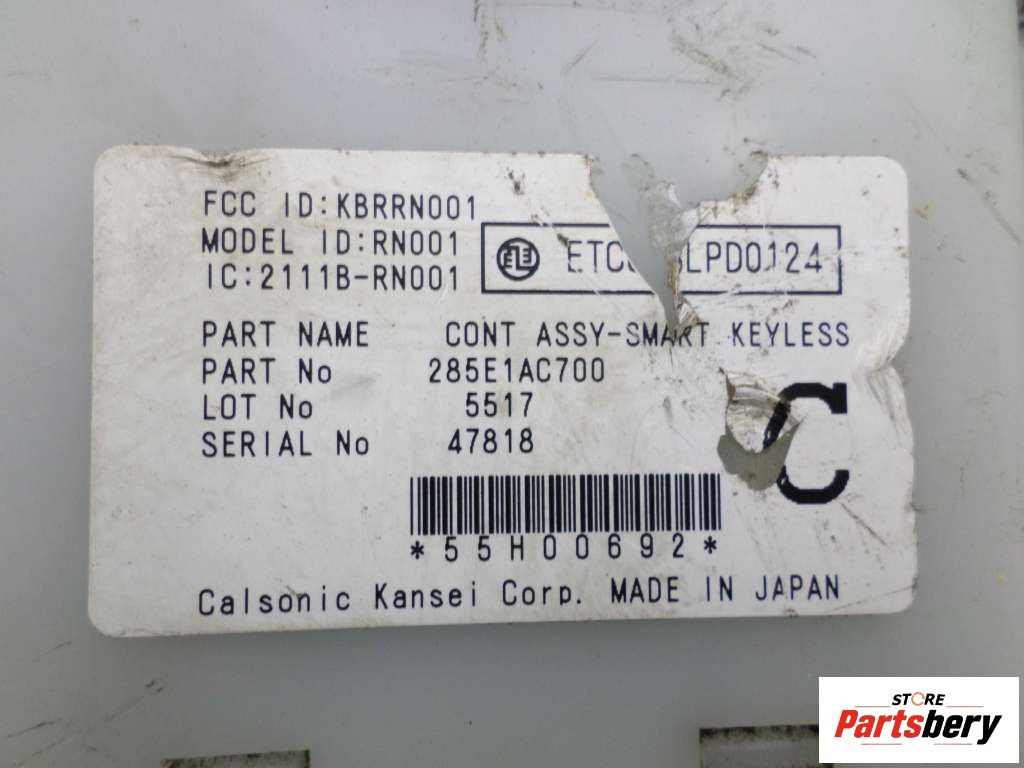 FCC ID:KBRRN001
MODEL ID:RN001
IC:2111B-RN001
PART NAME CONT ASSY-SMART KEYLESS
PART No 285E1AC700
LOT No 5517
SERIAL No 47818
C
*55H00692*
Calsonic Kansei Corp. MADE IN JAPAN
STORE
Partsbery